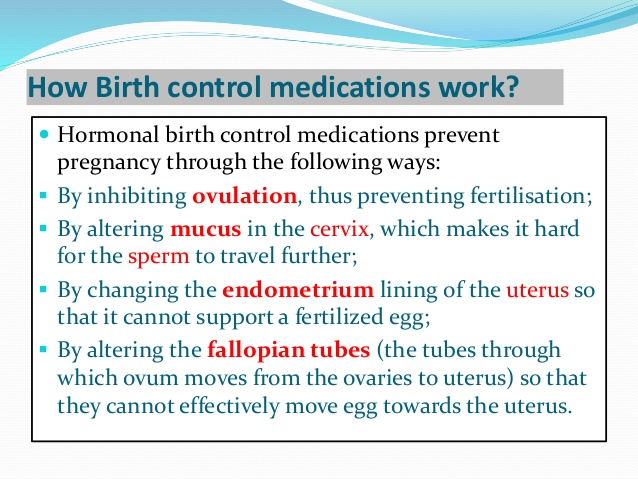 How Birth control medications work?
• Hormonal birth control medications prevent
pregnancy through the following ways:
▪ By inhibiting ovulation, thus preventing fertilisation;
▪ By altering mucus in the cervix, which makes it hard
for the sperm to travel further;
▪ By changing the endometrium lining of the uterus so
that it cannot support a fertilized egg;
▪ By altering the fallopian tubes (the tubes through
which ovum moves from the ovaries to uterus) so that
they cannot effectively move egg towards the uterus.